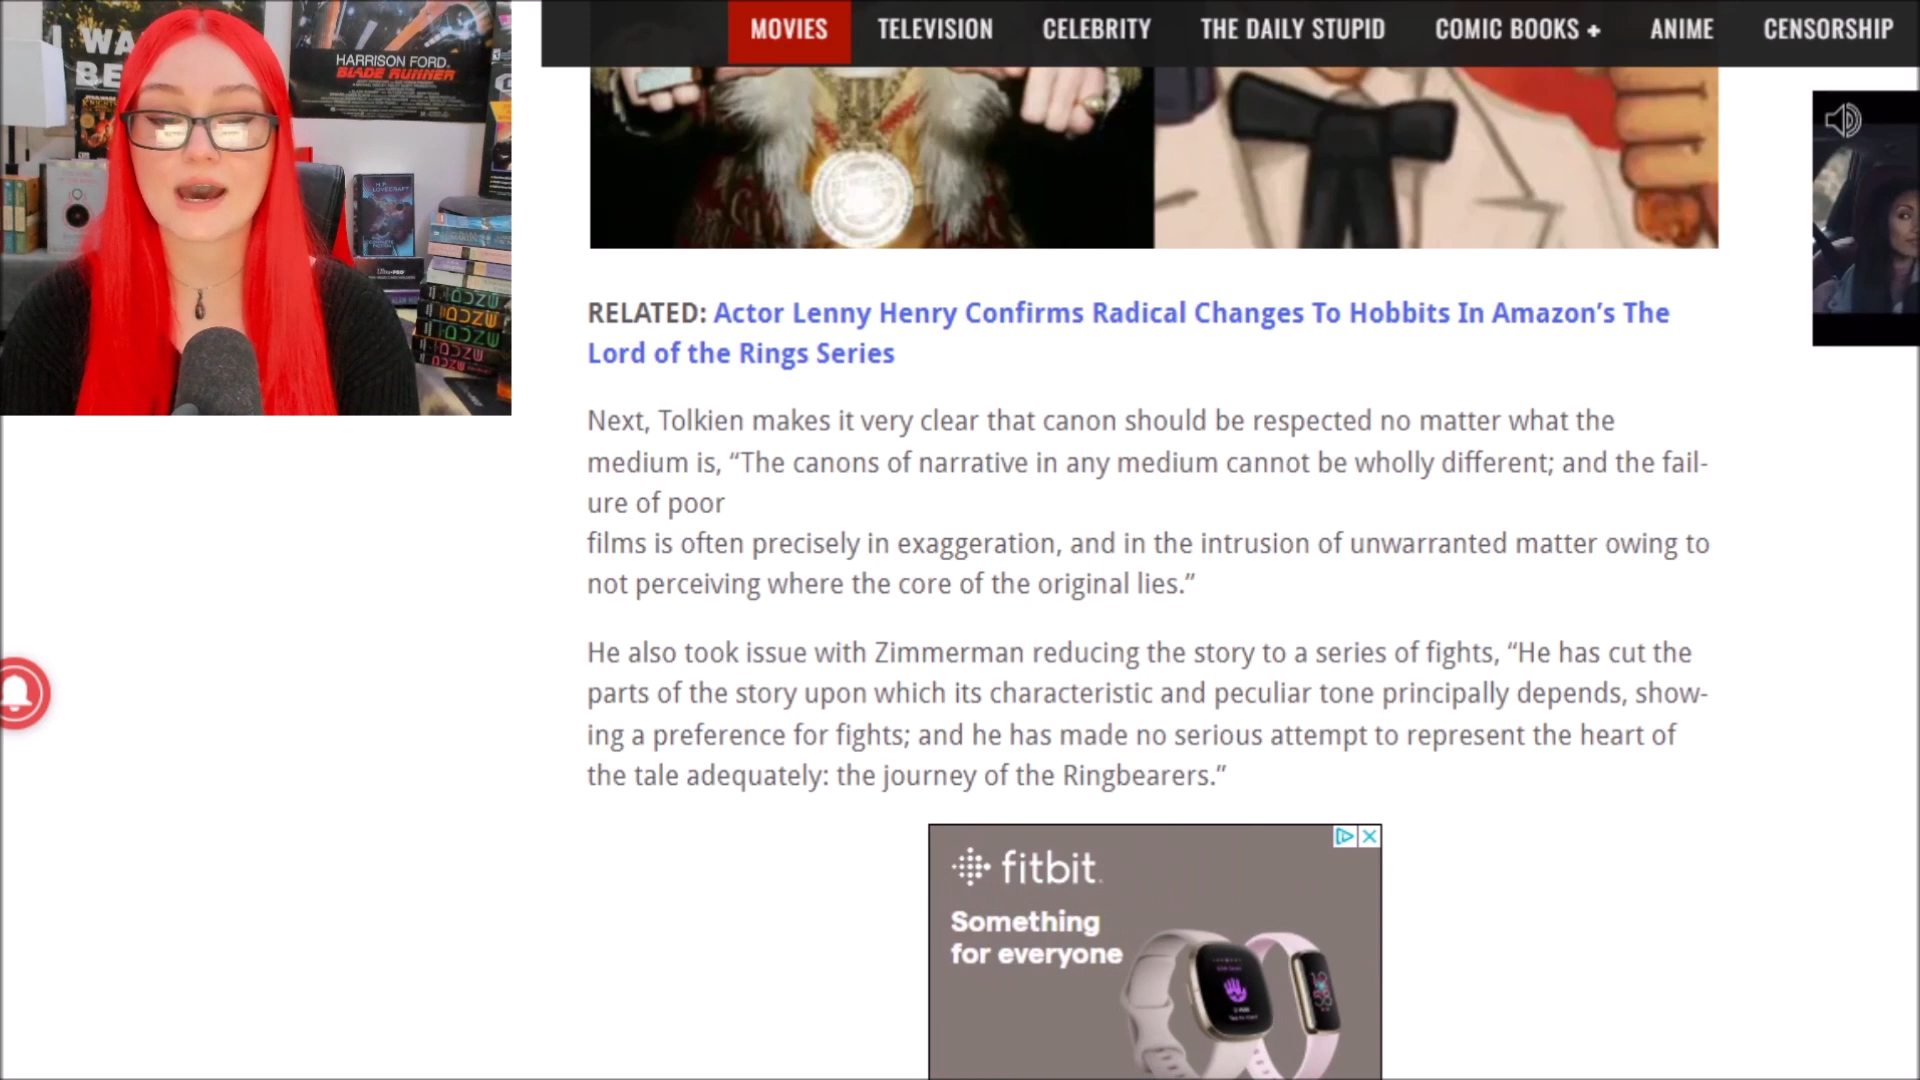 MOVIES TELEVISION CELEBRITY THE DAILY STUPID COMIC BOOKS + ANIME CENSORSHIP
I WA
BE
HARRISON FORD.
BLADE RUNNER
H.P.
LOVECRAFT
DUNE
RELATED: Actor Lenny Henry Confirms Radical Changes To Hobbits In Amazon’s The
Lord of the Rings Series
Next, Tolkien makes it very clear that canon should be respected no matter what the
medium is, “The canons of narrative in any medium cannot be wholly different; and the fail-
ure of poor
films is often precisely in exaggeration, and in the intrusion of unwarranted matter owing to
not perceiving where the core of the original lies.”
He also took issue with Zimmerman reducing the story to a series of fights, “He has cut the
parts of the story upon which its characteristic and peculiar tone principally depends, show-
ing a preference for fights; and he has made no serious attempt to represent the heart of
the tale adequately: the journey of the Ringbearers.”
fitbit.
Something
for everyone